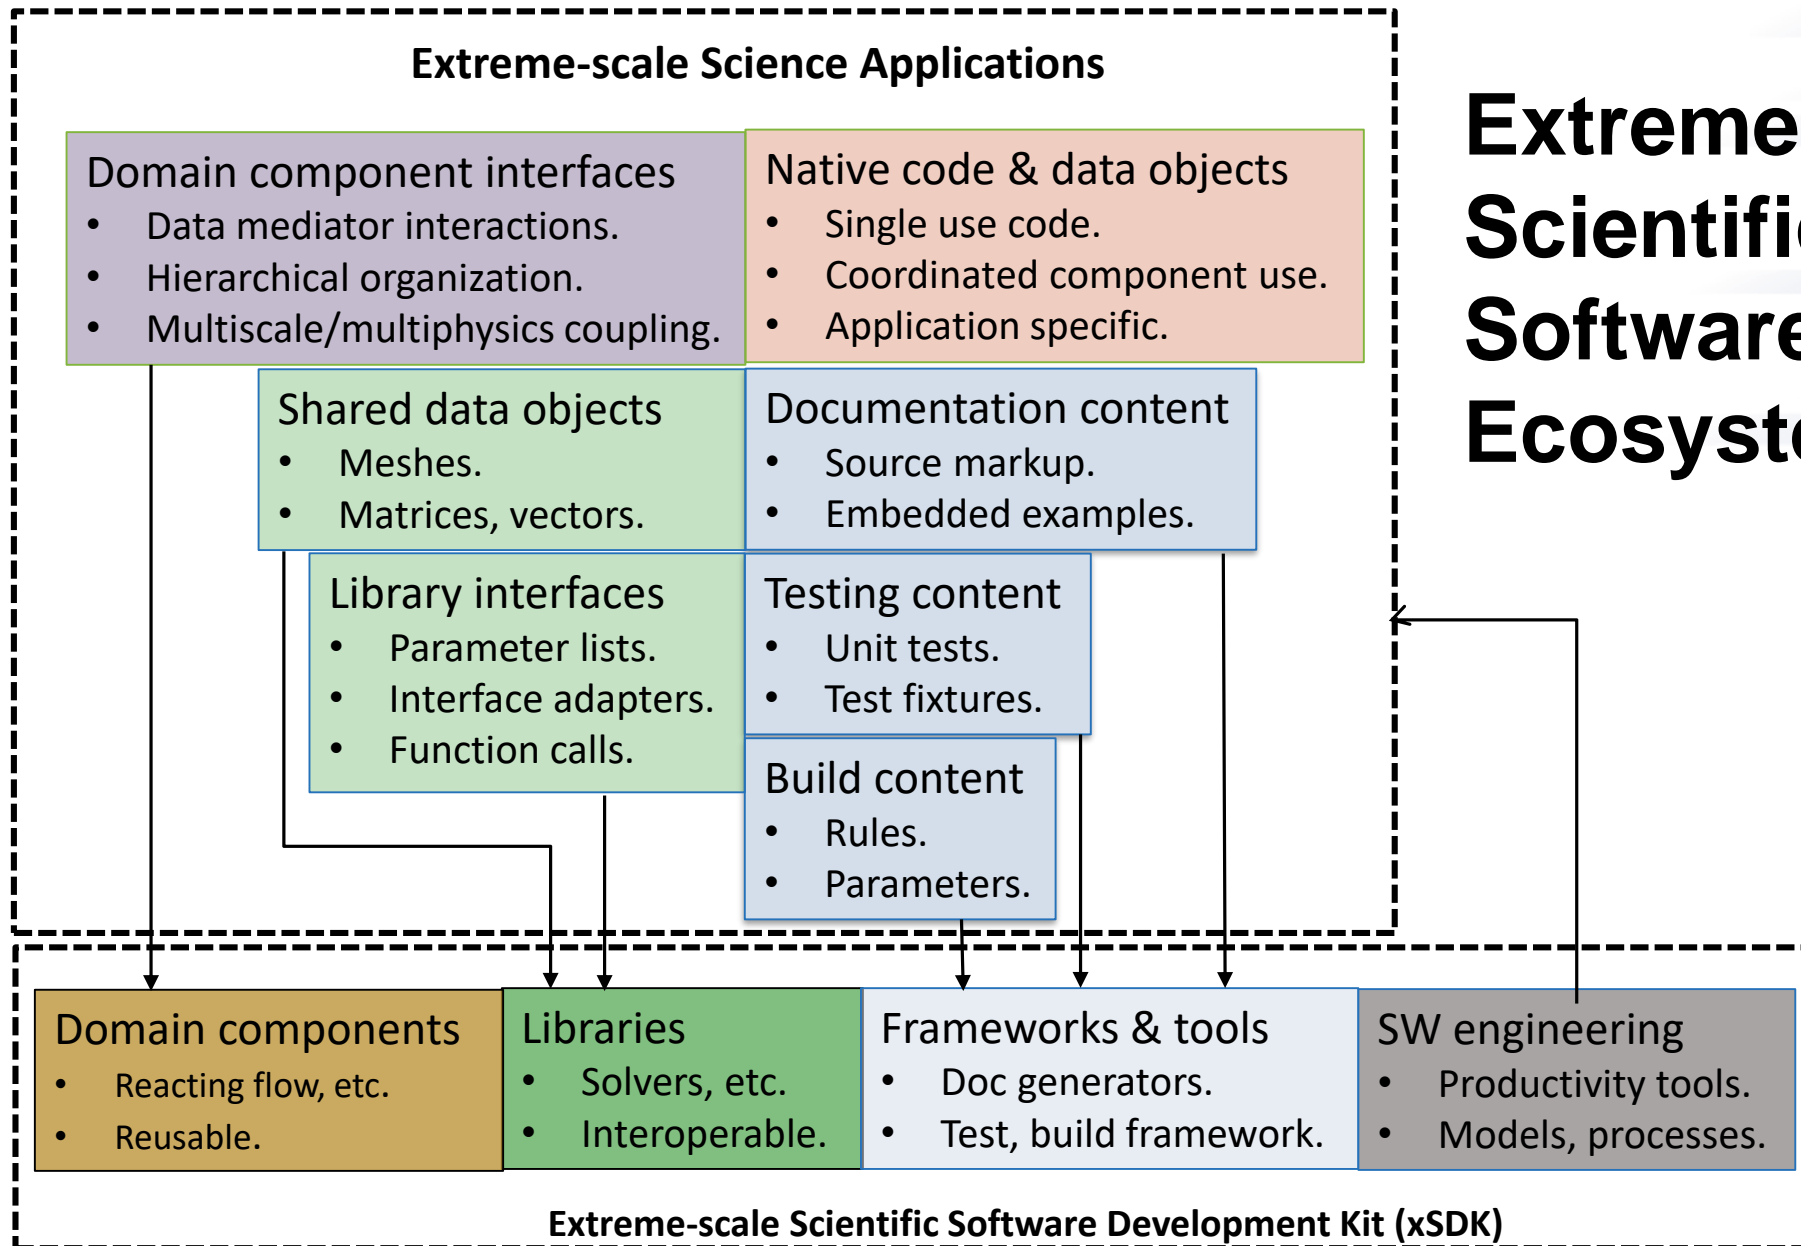 Extreme-scale Science Applications
Extreme
Scientific
Software
Ecosyste
Domain component interfaces
• Data mediator interactions.
• Hierarchical organization.
• Multiscale/multiphysics coupling.
Native code & data objects
• Single use code.
• Coordinated component use.
• Application specific.
Shared data objects
• Meshes.
• Matrices, vectors.
Documentation content
• Source markup.
• Embedded examples.
Library interfaces
• Parameter lists.
• Interface adapters.
• Function calls.
Testing content
• Unit tests.
• Test fixtures.
Build content
• Rules.
• Parameters.
Domain components
• Reacting flow, etc.
• Reusable.
Libraries
• Solvers, etc.
• Interoperable.
Frameworks & tools
• Doc generators.
• Test, build framework.
SW engineering
• Productivity tools.
• Models, processes.
Extreme-scale Scientific Software Development Kit (xSDK)